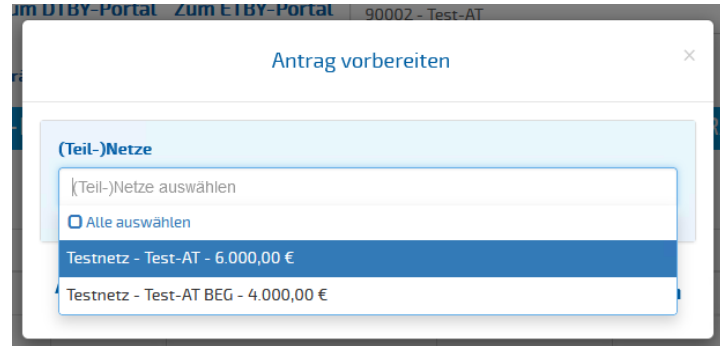 DTBY-Portal Zum ETBY-Portal
90002 - Test-AT
Antrag vorbereiten
×
(Teil-)Netze
(Teil-)Netze auswählen
Alle auswählen
Testnetz - Test-AT - 6.000,00 €
Testnetz - Test-AT BEG - 4.000,00 €